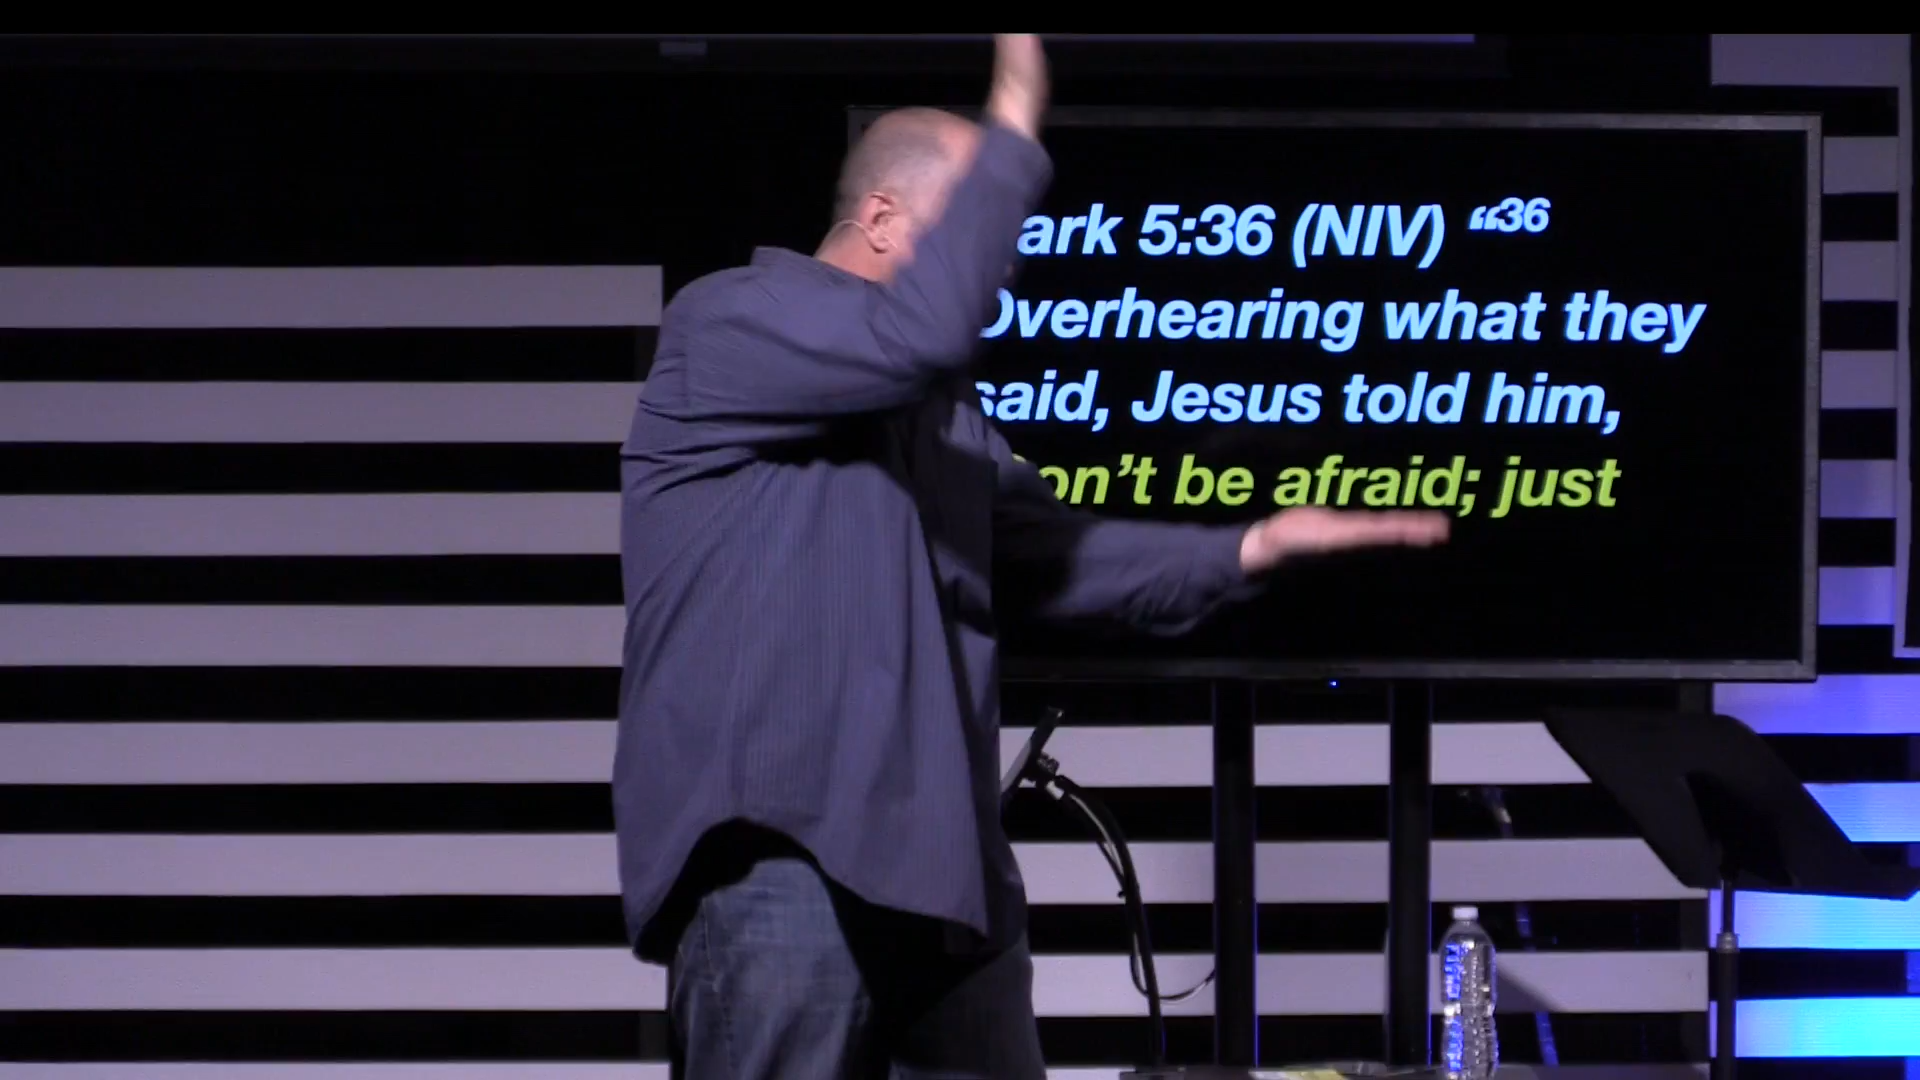 ark 5:36 (NIV) “36
Overhearing what they
said, Jesus told him,
on’t be afraid; just